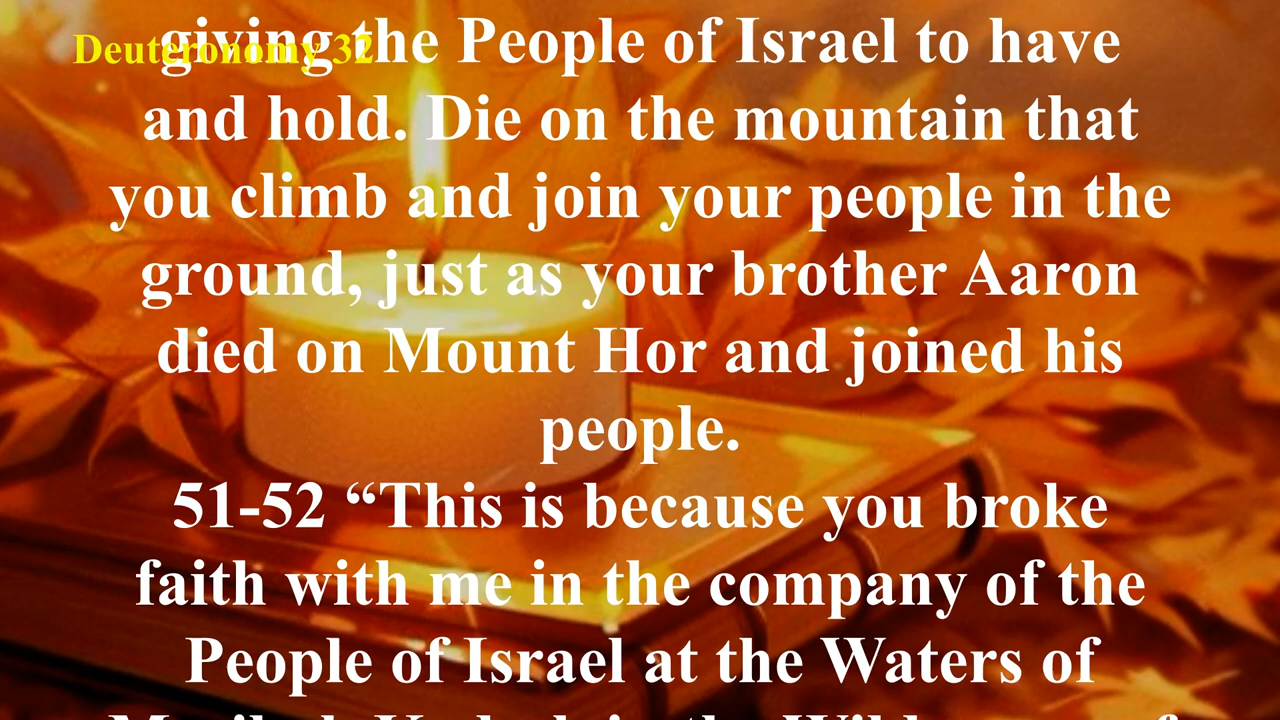 Deuteronomy 32
giving the People of Israel to have
and hold. Die on the mountain that
you climb and join your people in the
ground, just as your brother Aaron
died on Mount Hor and joined his
people.
51-52 “This is because you broke
faith with me in the company of the
People of Israel at the Waters of